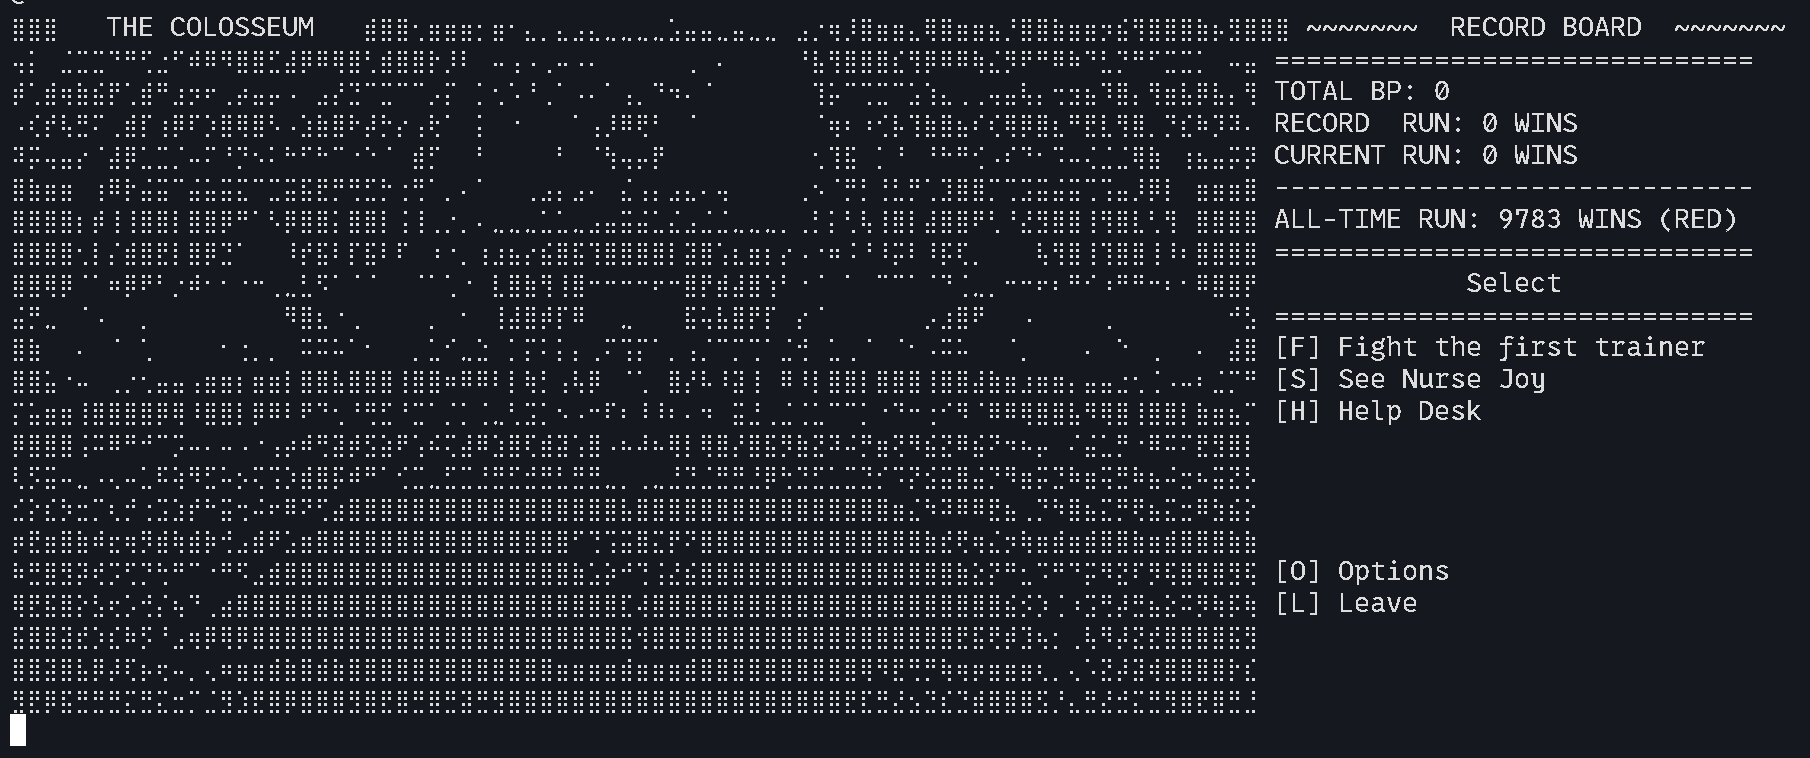 THE COLOSSEUM ~~~~~~~ RECORD BOARD ~~~~~~~
==============================
TOTAL BP: 0
RECORD  RUN: 0 WINS
CURRENT RUN: 0 WINS
------------------------------
ALL-TIME RUN: 9783 WINS (RED)
==============================
Select
==============================
[F] Fight the first trainer
[S] See Nurse Joy
[H] Help Desk
[O] Options
[L] Leave